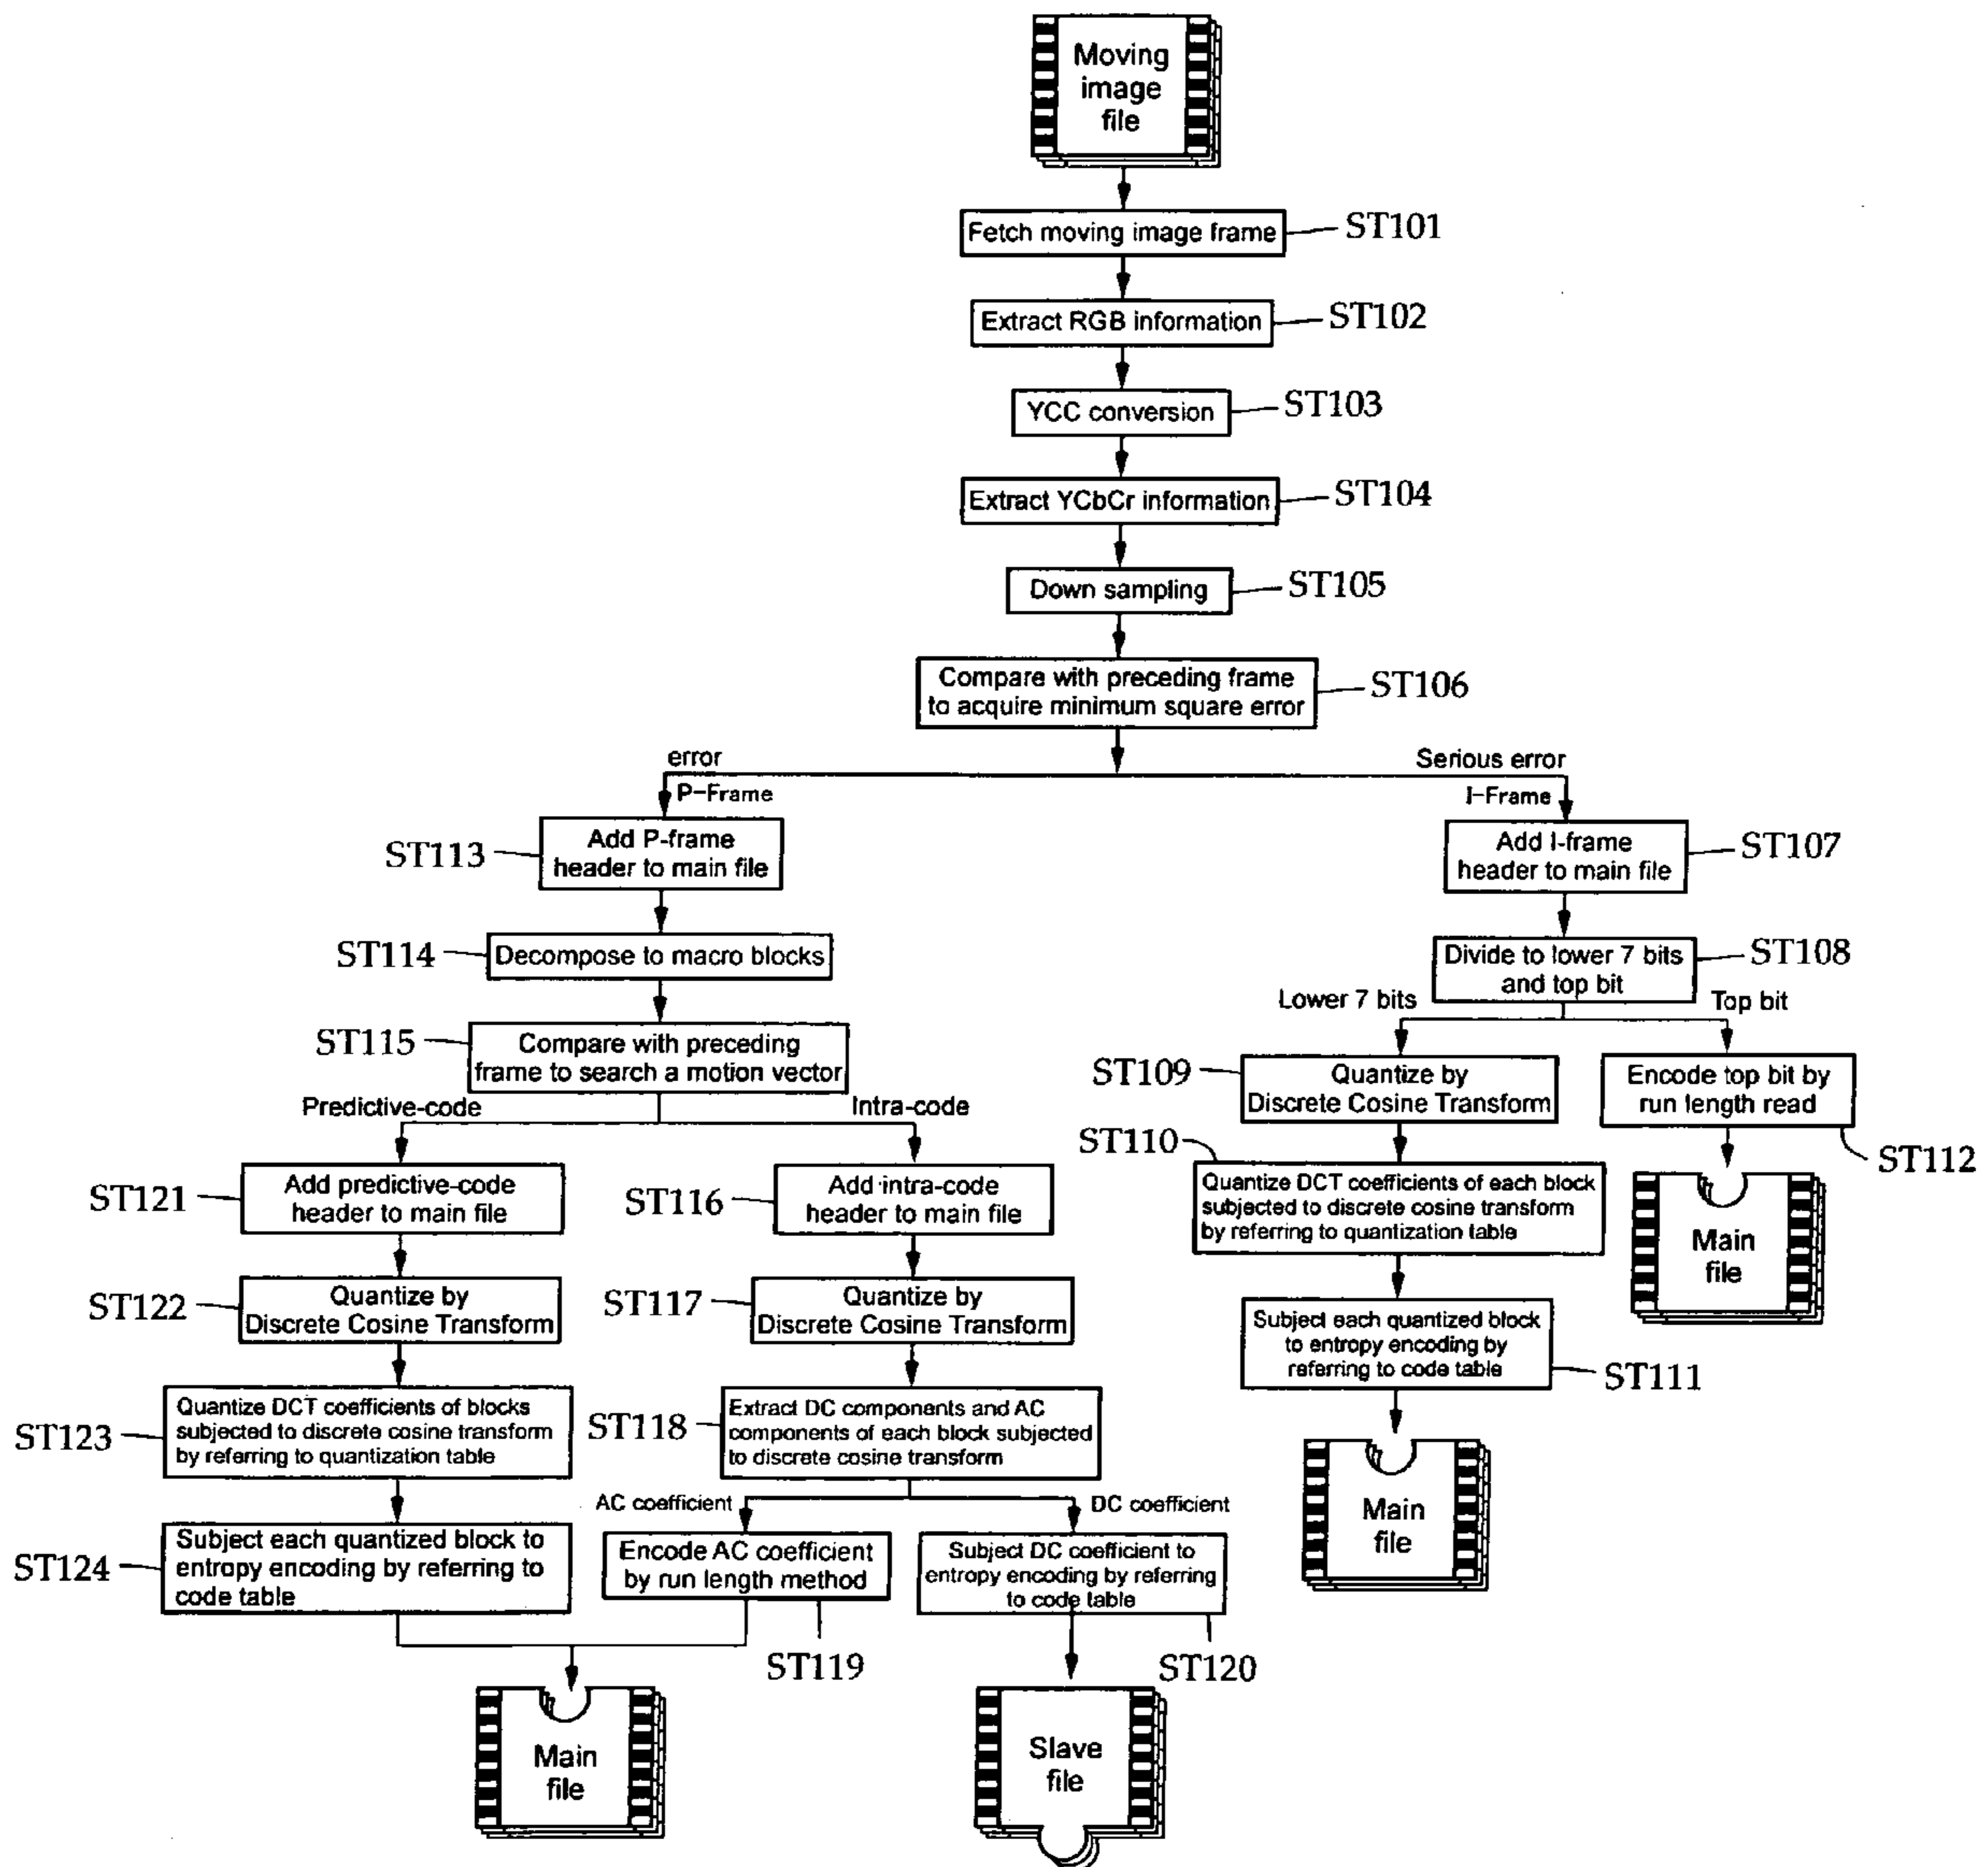 Moving
image
file
Fetch moving image frame
ST101
Extract RGB information
ST102
YCC conversion
ST103
Extract YCbCr information
ST104
Down sampling
ST105
Compare with preceding frame
to acquire minimum square error
ST106
error
P-Frame
Serious error
I-Frame
ST113
Add P-frame
header to main file
Add I-frame
header to main file
ST107
ST114
Decompose to macro blocks
Divide to lower 7 bits
and top bit
ST108
Lower 7 bits
Top bit
ST115
Compare with preceding
frame to search a motion vector
ST109
Quantize by
Discrete Cosine Transform
Encode top bit by
run length read
ST112
Predictive-code
Intra-code
ST110
Quantize DCT coefficients of each block
subjected to discrete cosine transform
by referring to quantization table
Main
file
ST121
Add predictive-code
header to main file
ST116
Add intra-code
header to main file
ST122
Quantize by
Discrete Cosine Transform
ST117
Quantize by
Discrete Cosine Transform
Subject each quantized block
to entropy encoding by
referring to code table
ST111
ST123
Quantize DCT coefficients of blocks
subjected to discrete cosine transform
by referring to quantization table
ST118
Extract DC components and AC
components of each block subjected
to discrete cosine transform
Main
file
AC coefficient
DC coefficient
ST124
Subject each quantized block to
entropy encoding by referring to
code table
Encode AC coefficient
by run length method
ST119
Subject DC coefficient to
entropy encoding by referring
to code table
ST120
Main
file
Slave
file